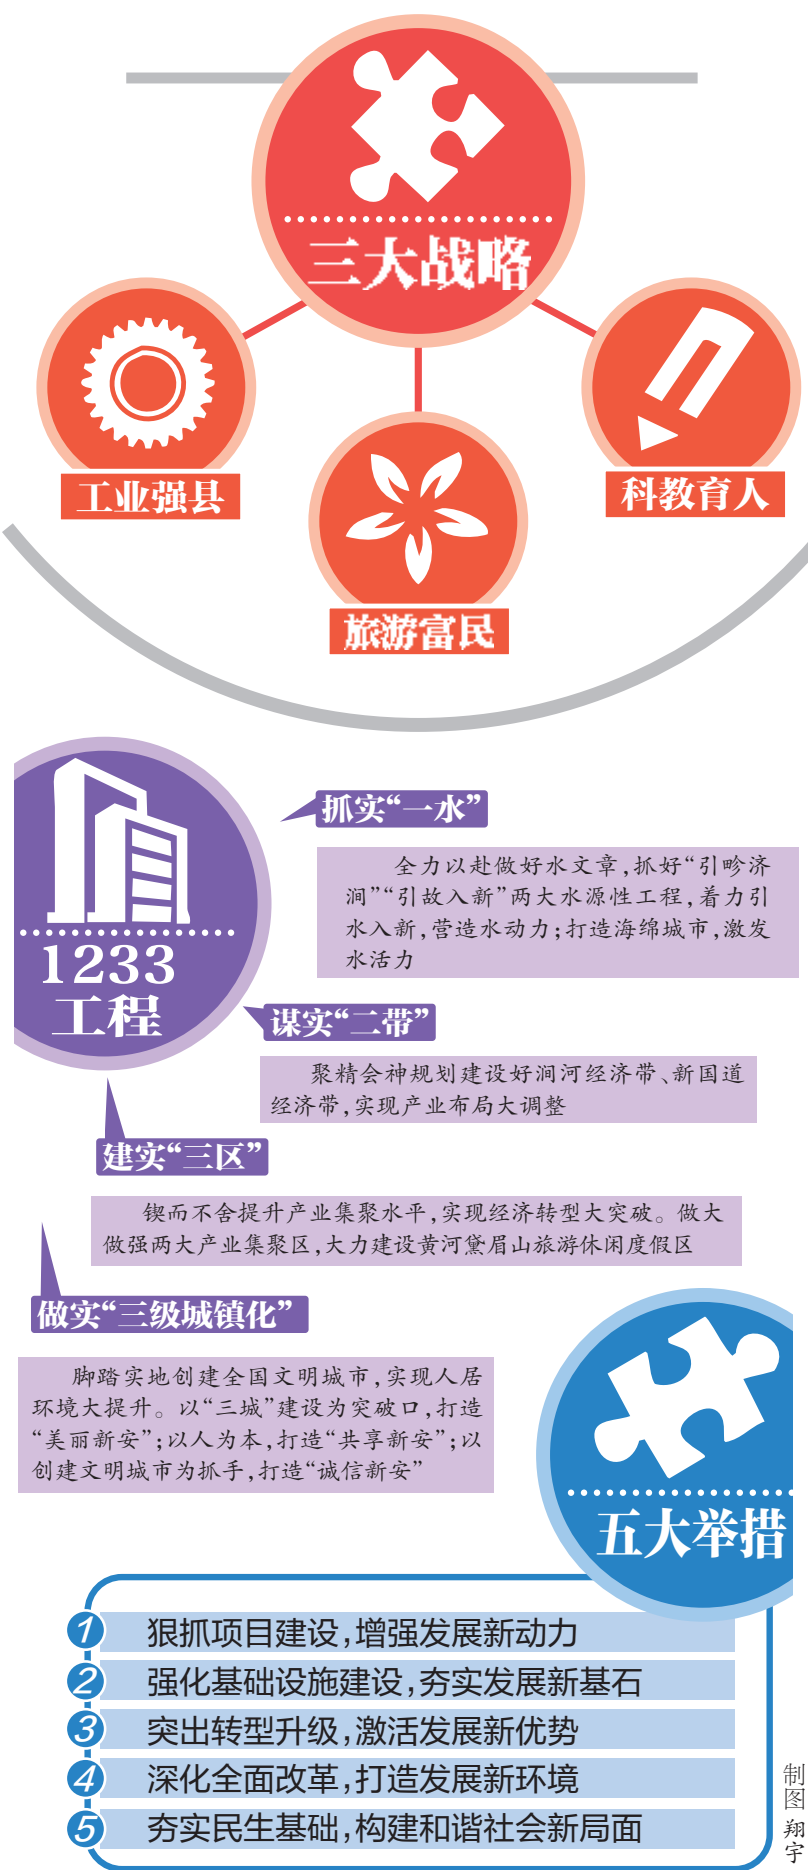 三大战略
工业强县
科教育人
旅游富民
1233
工程
抓实“一水”
全力以赴做好水文章,抓好“引畛济
涧”“引故入新”两大水源性工程,着力引
水入新,营造水动力;打造海绵城市,激发
水活力
谋实“二带”
聚精会神规划建设好涧河经济带、新国道
经济带,实现产业布局大调整
建实“三区”
锲而不舍提升产业集聚水平,实现经济转型大突破。做大
做强两大产业集聚区,大力建设黄河黛眉山旅游休闲度假区
做实“三级城镇化”
脚踏实地创建全国文明城市,实现人居
环境大提升。以“三城”建设为突破口,打造
“美丽新安”;以人为本,打造“共享新安”;以
创建文明城市为抓手,打造“诚信新安”
五大举措
1 狠抓项目建设,增强发展新动力
2 强化基础设施建设,夯实发展新基石
3 突出转型升级,激活发展新优势
4 深化全面改革,打造发展新环境
5 夯实民生基础,构建和谐社会新局面
制图 翔宇